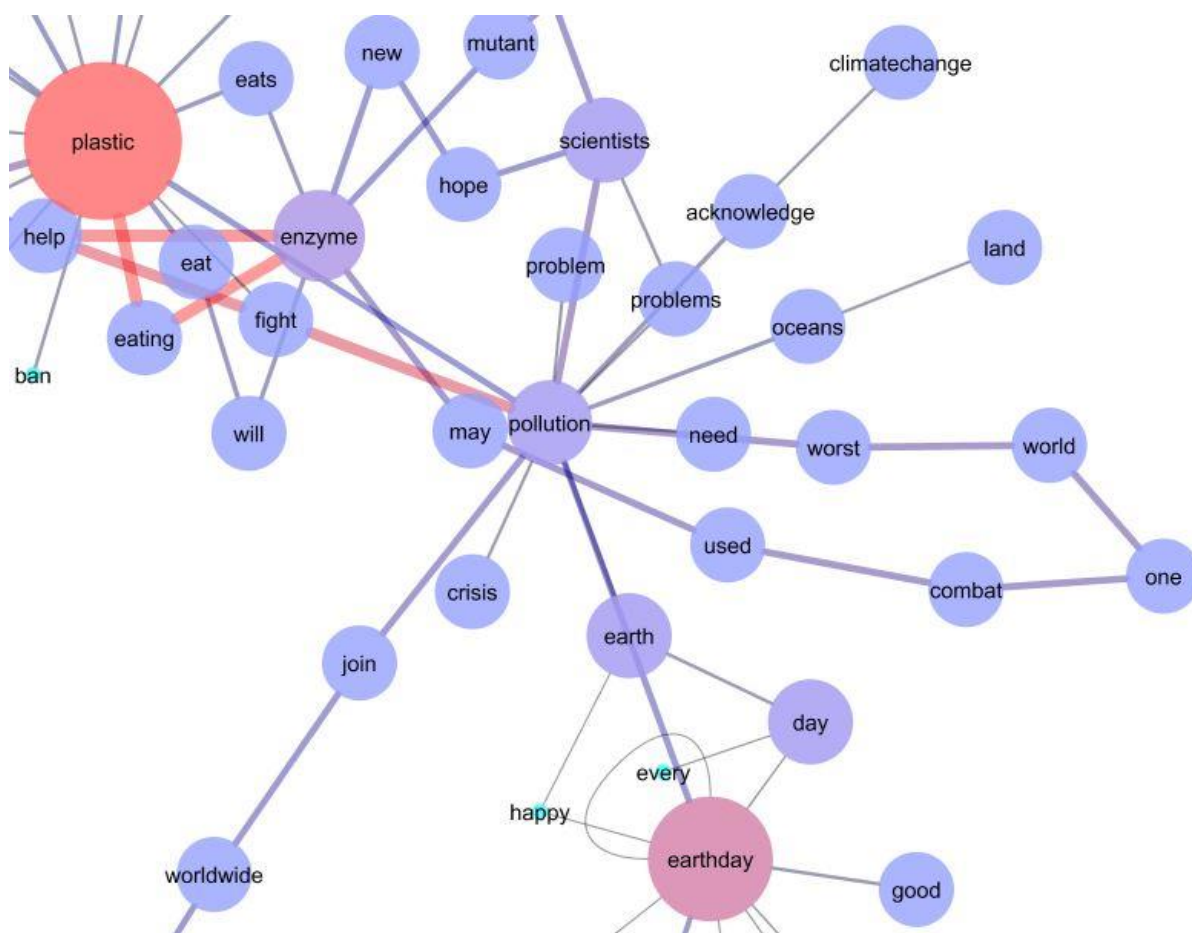 mutant
new
climatechange
eats
plastic
scientists
hope
acknowledge
help
enzyme
land
eat
problem
problems
fight
oceans
eating
ban
pollution
will
may
need
worst
world
used
one
combat
crisis
earth
join
day
every
happy
earthday
worldwide
good